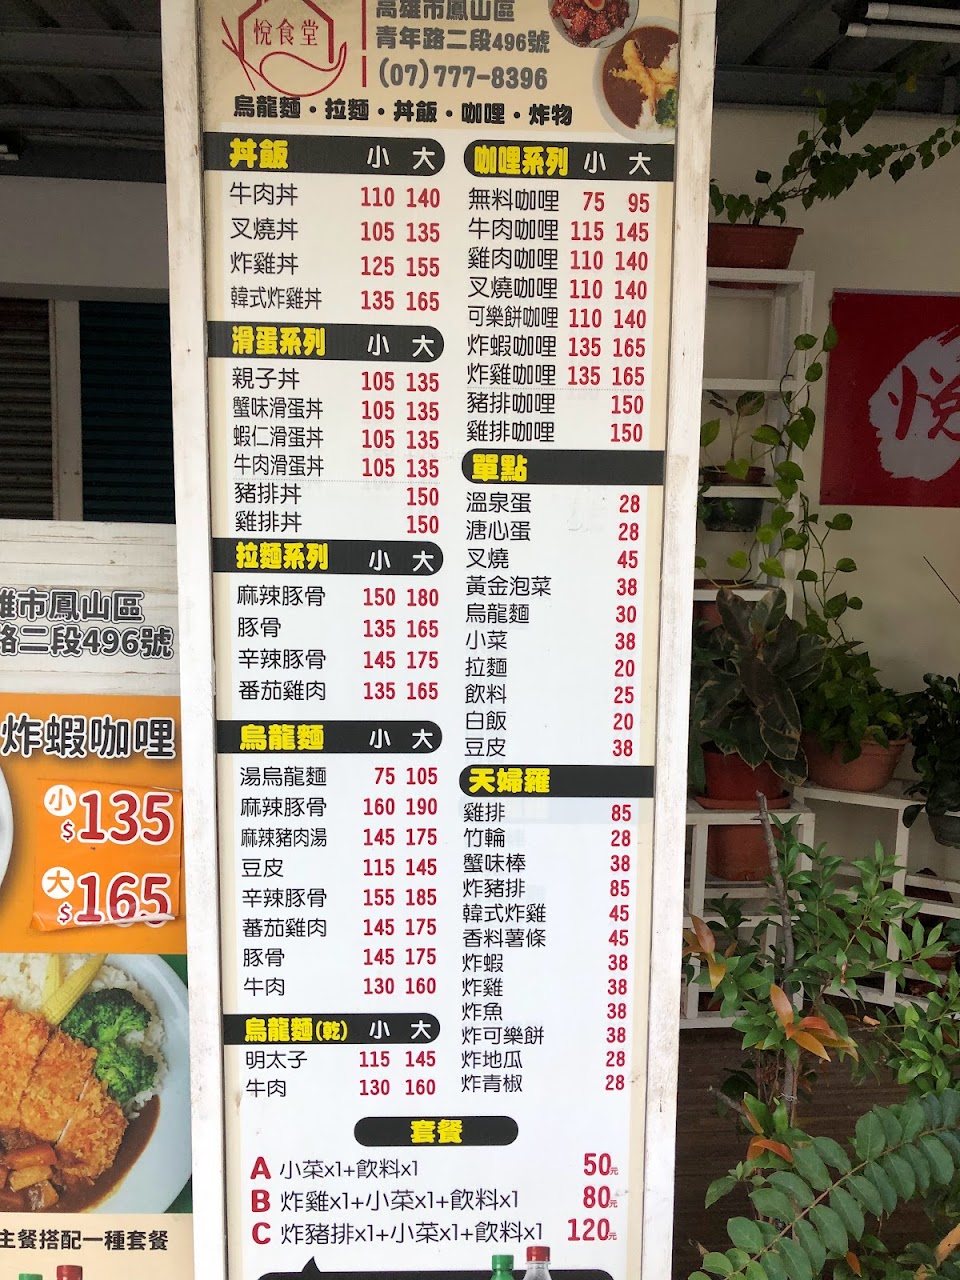 悅食堂
高雄市鳳山區
青年路二段496號
(07)777-8396
烏龍麵・拉麵・丼飯・咖哩・炸物
丼飯 小 大
牛肉丼 110 140
叉燒丼 105 135
炸雞丼 125 155
韓式炸雞丼 135 165
滑蛋系列 小 大
親子丼 105 135
蟹味滑蛋丼 105 135
蝦仁滑蛋丼 105 135
牛肉滑蛋丼 105 135
豬排丼 150
雞排丼 150
拉麵系列 小 大
麻辣豚骨 150 180
豚骨 135 165
辛辣豚骨 145 175
番茄雞肉 135 165
烏龍麵 小 大
湯烏龍麵 75 105
麻辣豚骨 160 190
麻辣豬肉湯 145 175
豆皮 115 145
辛辣豚骨 155 185
蕃茄雞肉 145 175
豚骨 145 175
牛肉 130 160
烏龍麵(乾) 小 大
明太子 115 145
牛肉 130 160
咖哩系列 小 大
無料咖哩 75 95
牛肉咖哩 115 145
雞肉咖哩 110 140
叉燒咖哩 110 140
可樂餅咖哩 110 140
炸蝦咖哩 135 165
炸雞咖哩 135 165
豬排咖哩 150
雞排咖哩 150
單點
溫泉蛋 28
溏心蛋 28
叉燒 45
黃金泡菜 38
烏龍麵 30
小菜 38
拉麵 20
飲料 25
白飯 20
豆皮 38
天婦羅
雞排 85
竹輪 28
蟹味棒 38
炸豬排 85
韓式炸雞 45
香料薯條 45
炸蝦 38
炸雞 38
炸魚 38
炸可樂餅 38
炸地瓜 28
炸青椒 28
套餐
A 小菜x1+飲料x1 50元
B 炸雞x1+小菜x1+飲料x1 80元
C 炸豬排x1+小菜x1+飲料x1 120元
雄市鳳山區
路二段496號
炸蝦咖哩
小 $135
大 $165
主餐搭配一種套餐
悅